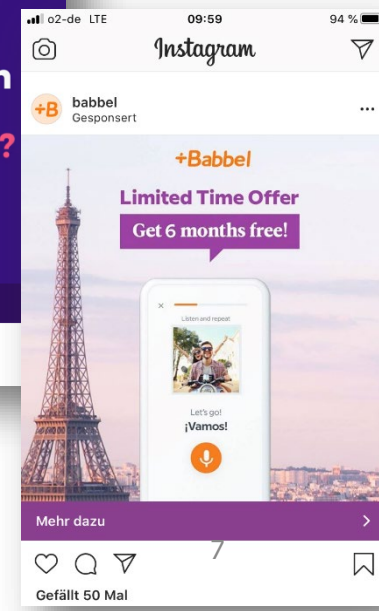 n
?
o2-de LTE 09:59 94 %
Instagram
+B babbel
Gesponsert
+Babbel
Limited Time Offer
Get 6 months free!
Listen and repeat
Let's go!
¡Vamos!
Mehr dazu
7
Gefällt 50 Mal